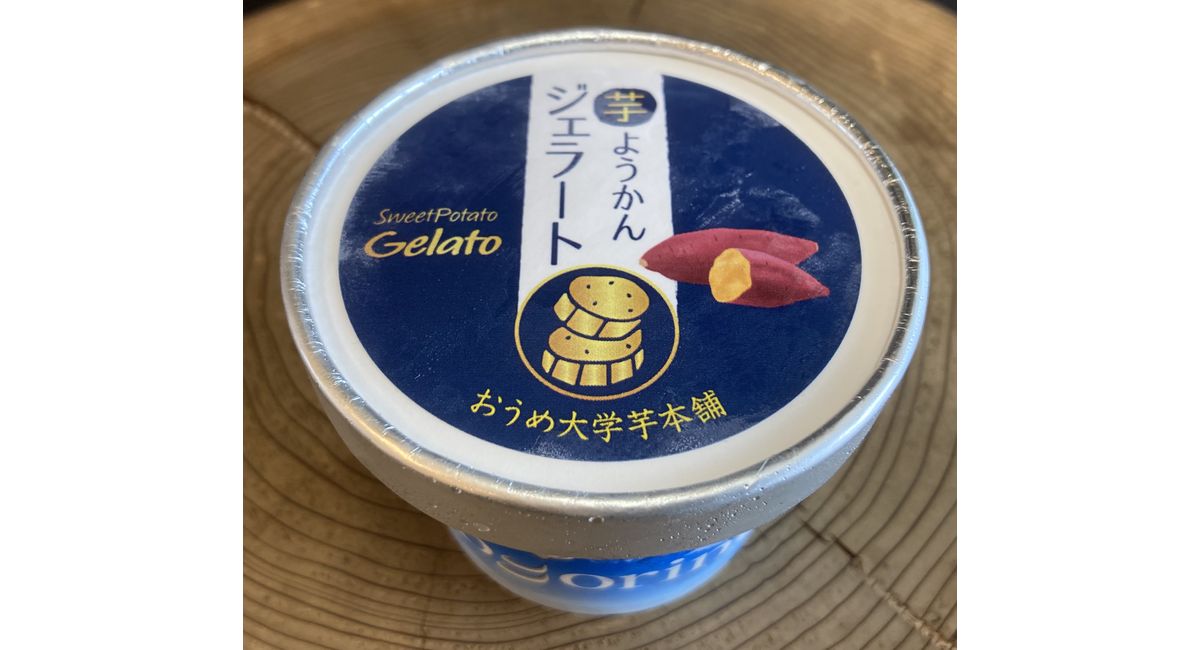 芋ようかん
ジェラート
SweetPotato
Gelato
おうめ大学芋本舗